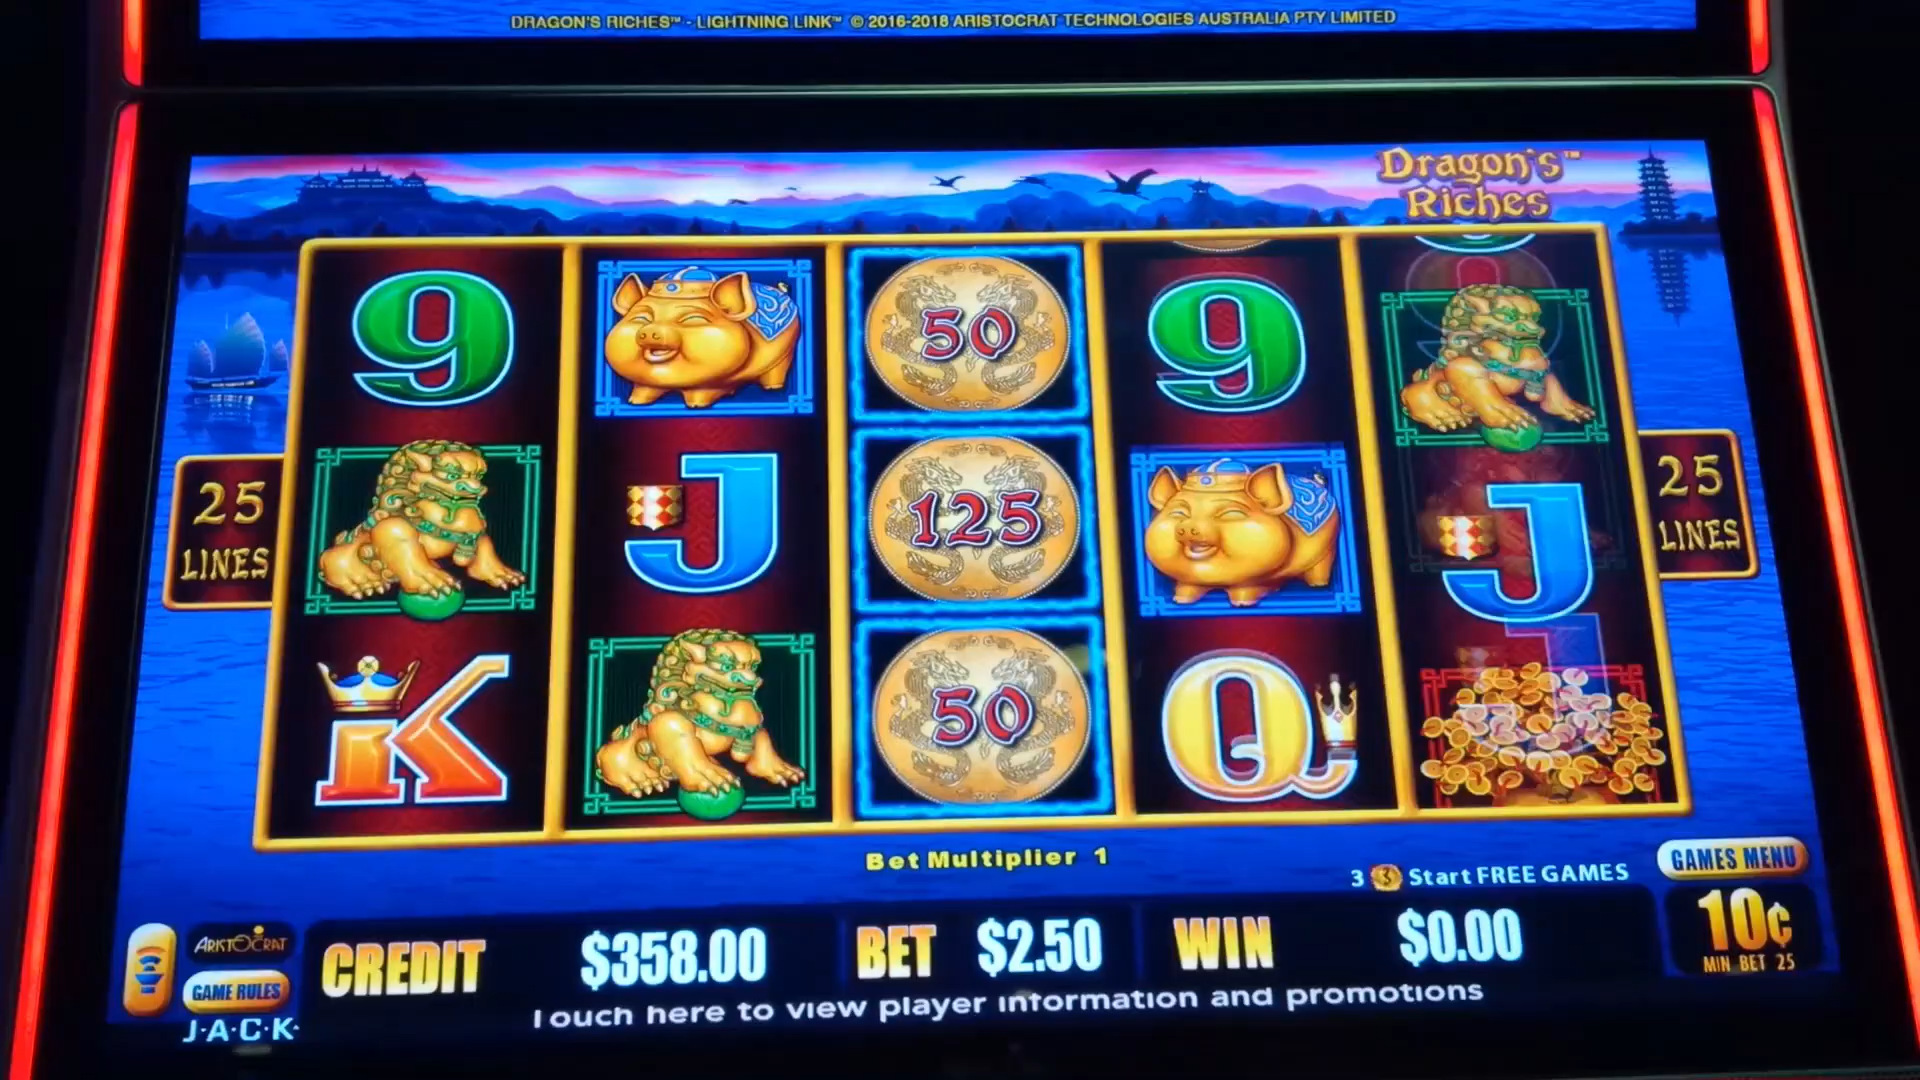 DRAGON'S RICHES™ - LIGHTNING LINK™ © 2016-2018 ARISTOCRAT TECHNOLOGIES AUSTRALIA PTY LIMITED
Dragon's™
Riches
9
50
9
25
LINES
J
125
J
25
LINES
K
50
Q
Bet Multiplier 1
3 Start FREE GAMES
GAMES MENU
ARISTOCRAT
GAME RULES
CREDIT $358.00 BET $2.50 WIN $0.00
10¢
MIN BET 25
Touch here to view player information and promotions
J·A·C·K·